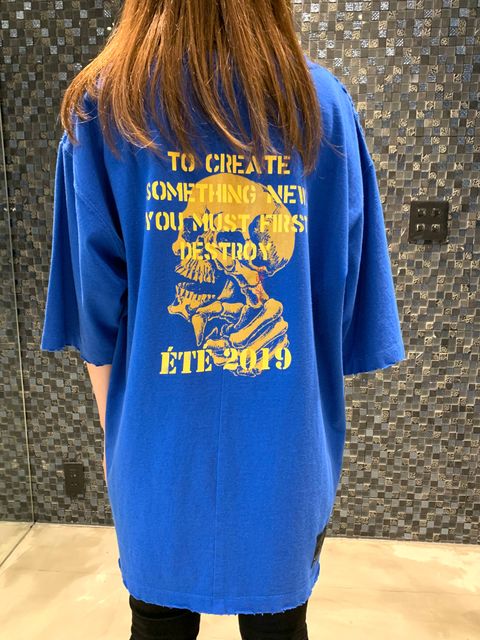 TO CREATE
SOMETHING NEW
YOU MUST FIRST
DESTROY
ÉTÉ 2019